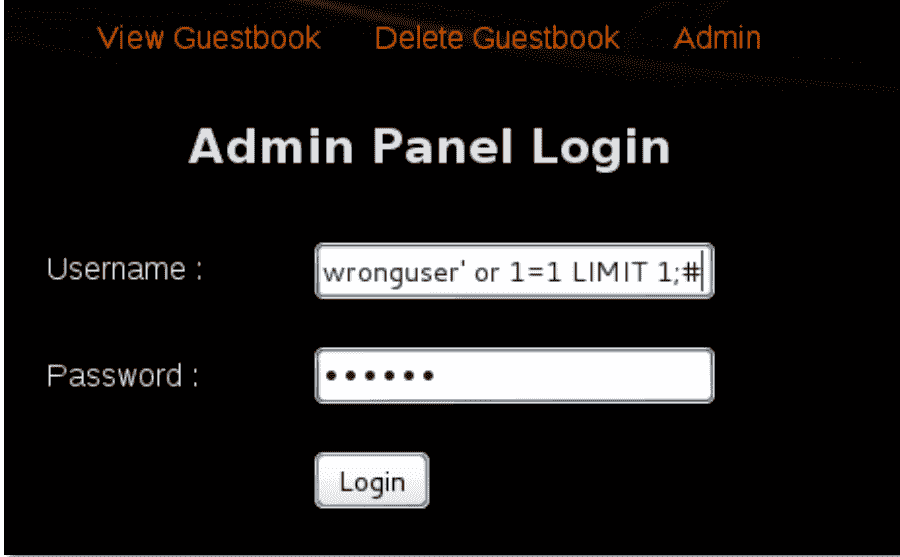 View Guestbook Delete Guestbook Admin
Admin Panel Login
Username : wronguser' or 1=1 LIMIT 1;#
Password : ••••••
Login